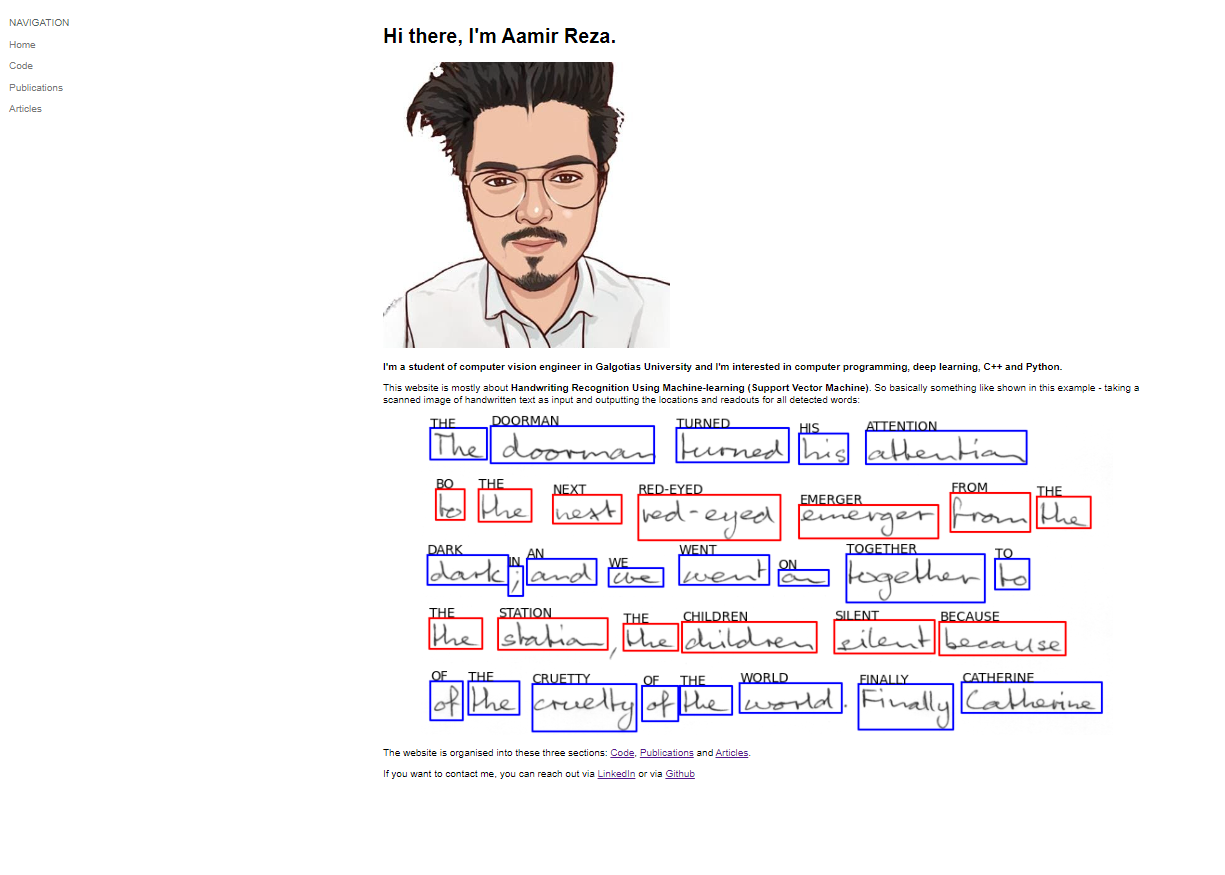 NAVIGATION
Home
Code
Publications
Articles
Hi there, I'm Aamir Reza.
I'm a student of computer vision engineer in Galgotias University and I'm interested in computer programming, deep learning, C++ and Python.
This website is mostly about Handwriting Recognition Using Machine-learning (Support Vector Machine). So basically something like shown in this example - taking a
scanned image of handwritten text as input and outputting the locations and readouts for all detected words:
THE DOORMAN TURNED HIS ATTENTION
The doorman turned his attention
BO THE NEXT RED-EYED EMERGER FROM THE
to the next red-eyed emerger from the
DARK IN AN WE WENT ON TOGETHER TO
dark; and we went on together to
THE STATION THE CHILDREN SILENT BECAUSE
the station, the children silent because
OF THE CRUETTY OF THE WORLD FINALLY CATHERINE
of the cruelty of the world. Finally Catherine
The website is organised into these three sections: Code, Publications and Articles.
If you want to contact me, you can reach out via LinkedIn or via Github